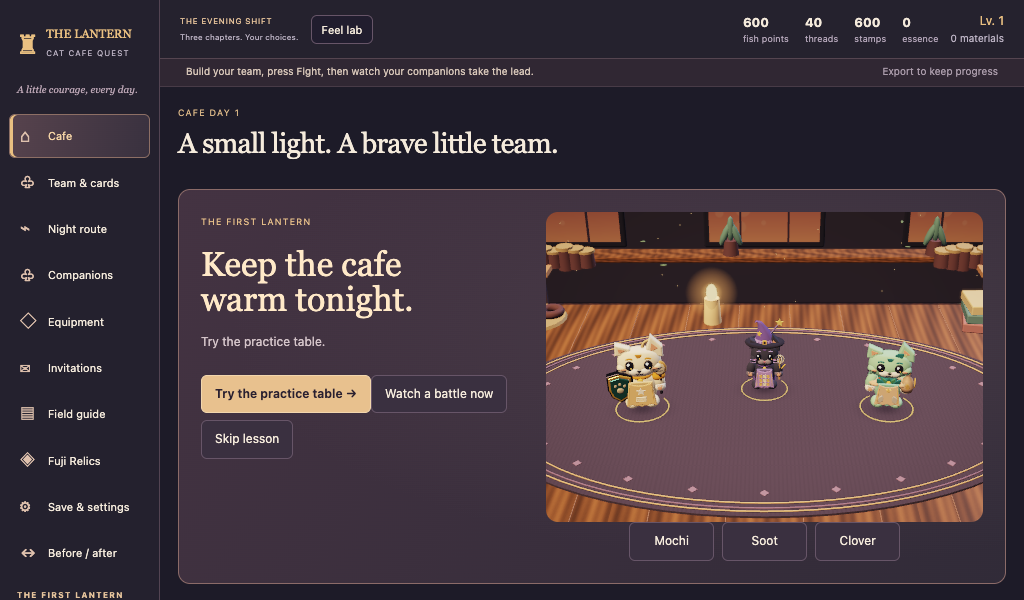 THE LANTERN
CAT CAFE QUEST
A little courage, every day.
Cafe
Team & cards
Night route
Companions
Equipment
Invitations
Field guide
Fuji Relics
Save & settings
Before / after
THE FIRST LANTERN
THE EVENING SHIFT
Three chapters. Your choices.
Feel lab
600
fish points
40
threads
600
stamps
0
essence
Lv. 1
0 materials
Build your team, press Fight, then watch your companions take the lead.
Export to keep progress
CAFE DAY 1
A small light. A brave little team.
THE FIRST LANTERN
Keep the cafe
warm tonight.
Try the practice table.
Try the practice table →
Watch a battle now
Skip lesson
Mochi
Soot
Clover